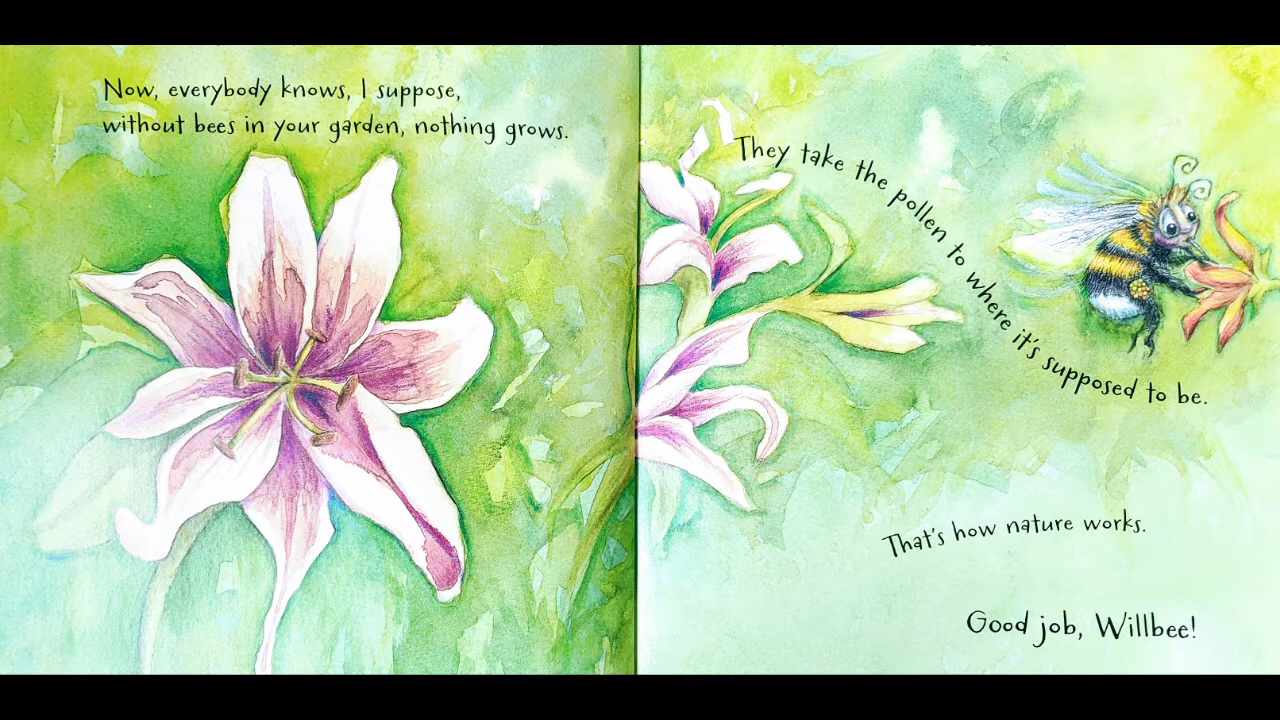 Now, everybody knows, I suppose,
without bees in your garden, nothing grows.
They take the pollen to where it's supposed to be.
That's how nature works.
Good job, Willbee!